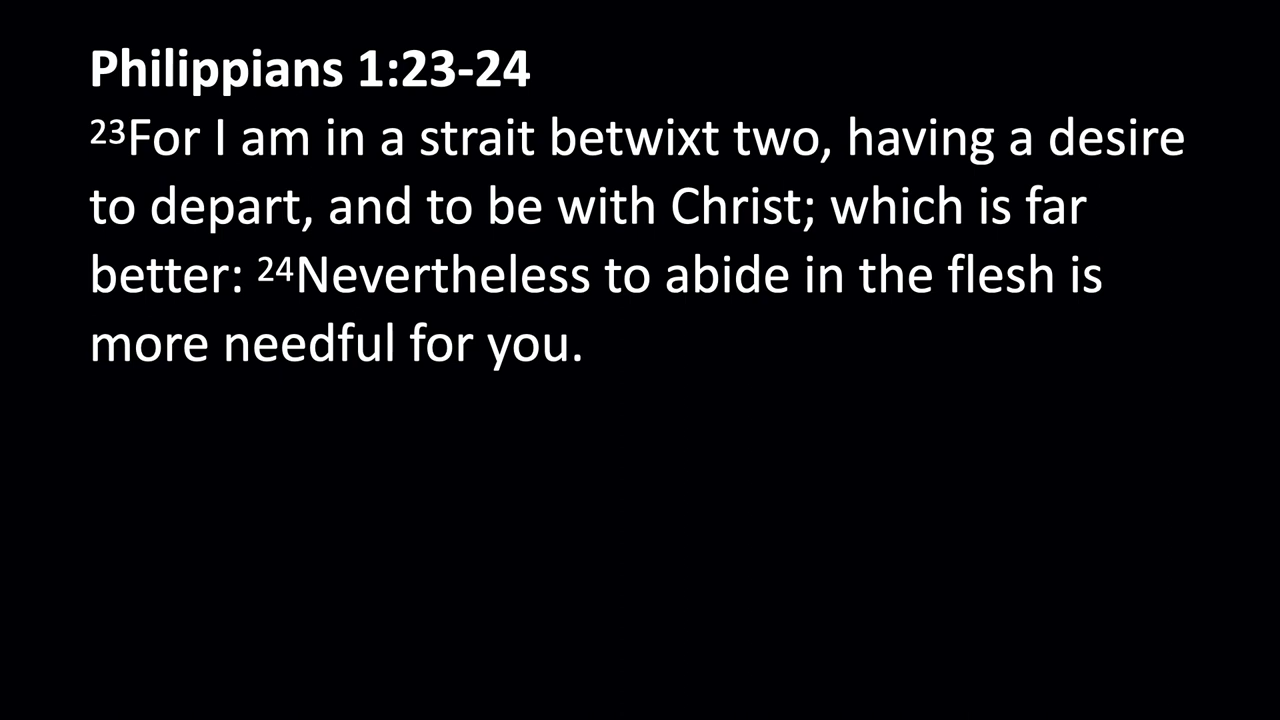 Philippians 1:23-24
23For I am in a strait betwixt two, having a desire
to depart, and to be with Christ; which is far
better: 24Nevertheless to abide in the flesh is
more needful for you.